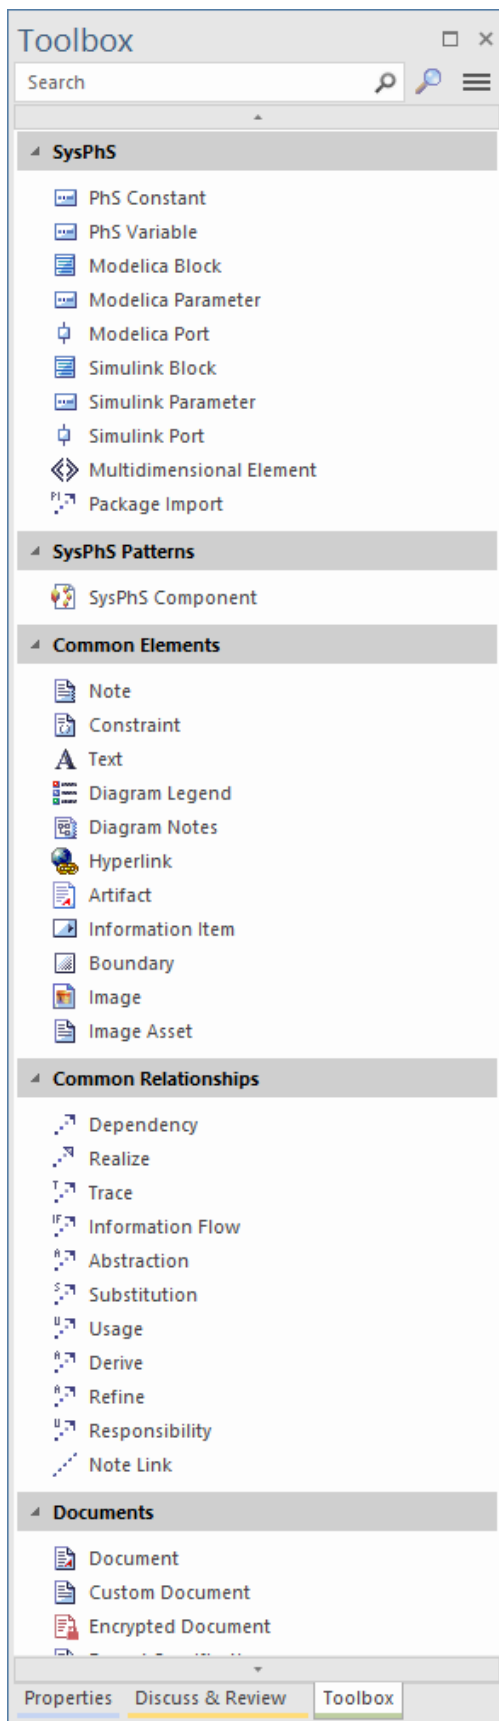 Toolbox
Search
SysPhS
PhS Constant
PhS Variable
Modelica Block
Modelica Parameter
Modelica Port
Simulink Block
Simulink Parameter
Simulink Port
Multidimensional Element
Package Import
SysPhS Patterns
SysPhS Component
Common Elements
Note
Constraint
Text
Diagram Legend
Diagram Notes
Hyperlink
Artifact
Information Item
Boundary
Image
Image Asset
Common Relationships
Dependency
Realize
Trace
Information Flow
Abstraction
Substitution
Usage
Derive
Refine
Responsibility
Note Link
Documents
Document
Custom Document
Encrypted Document
Properties Discuss & Review Toolbox